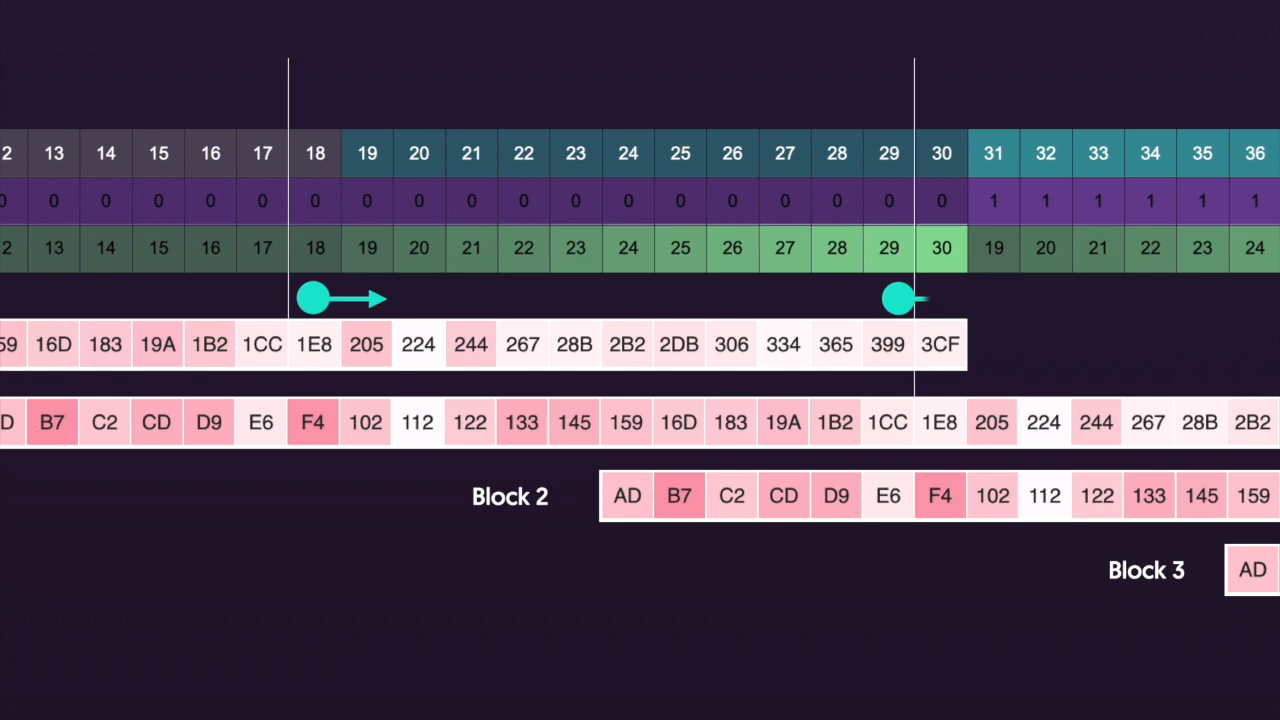 2 13 14 15 16 17 18 19 20 21 22 23 24 25 26 27 28 29 30 31 32 33 34 35 36
0 0 0 0 0 0 0 0 0 0 0 0 0 0 0 0 0 0 0 1 1 1 1 1 1
2 13 14 15 16 17 18 19 20 21 22 23 24 25 26 27 28 29 30 19 20 21 22 23 24
59 16D 183 19A 1B2 1CC 1E8 205 224 244 267 28B 2B2 2DB 306 334 365 399 3CF
D B7 C2 CD D9 E6 F4 102 112 122 133 145 159 16D 183 19A 1B2 1CC 1E8 205 224 244 267 28B 2B2
Block 2 AD B7 C2 CD D9 E6 F4 102 112 122 133 145 159
Block 3 AD